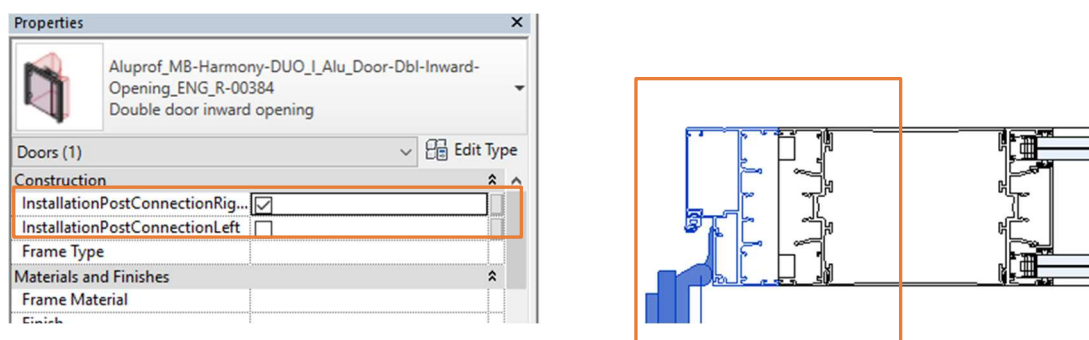 Properties
Aluprof_MB-Harmony-DUO_I_Alu_Door-Dbl-Inward-
Opening_ENG_R-00384
Double door inward opening
Doors (1)
Edit Type
Construction
InstallationPostConnectionRig...
InstallationPostConnectionLeft
Frame Type
Materials and Finishes
Frame Material
Finish